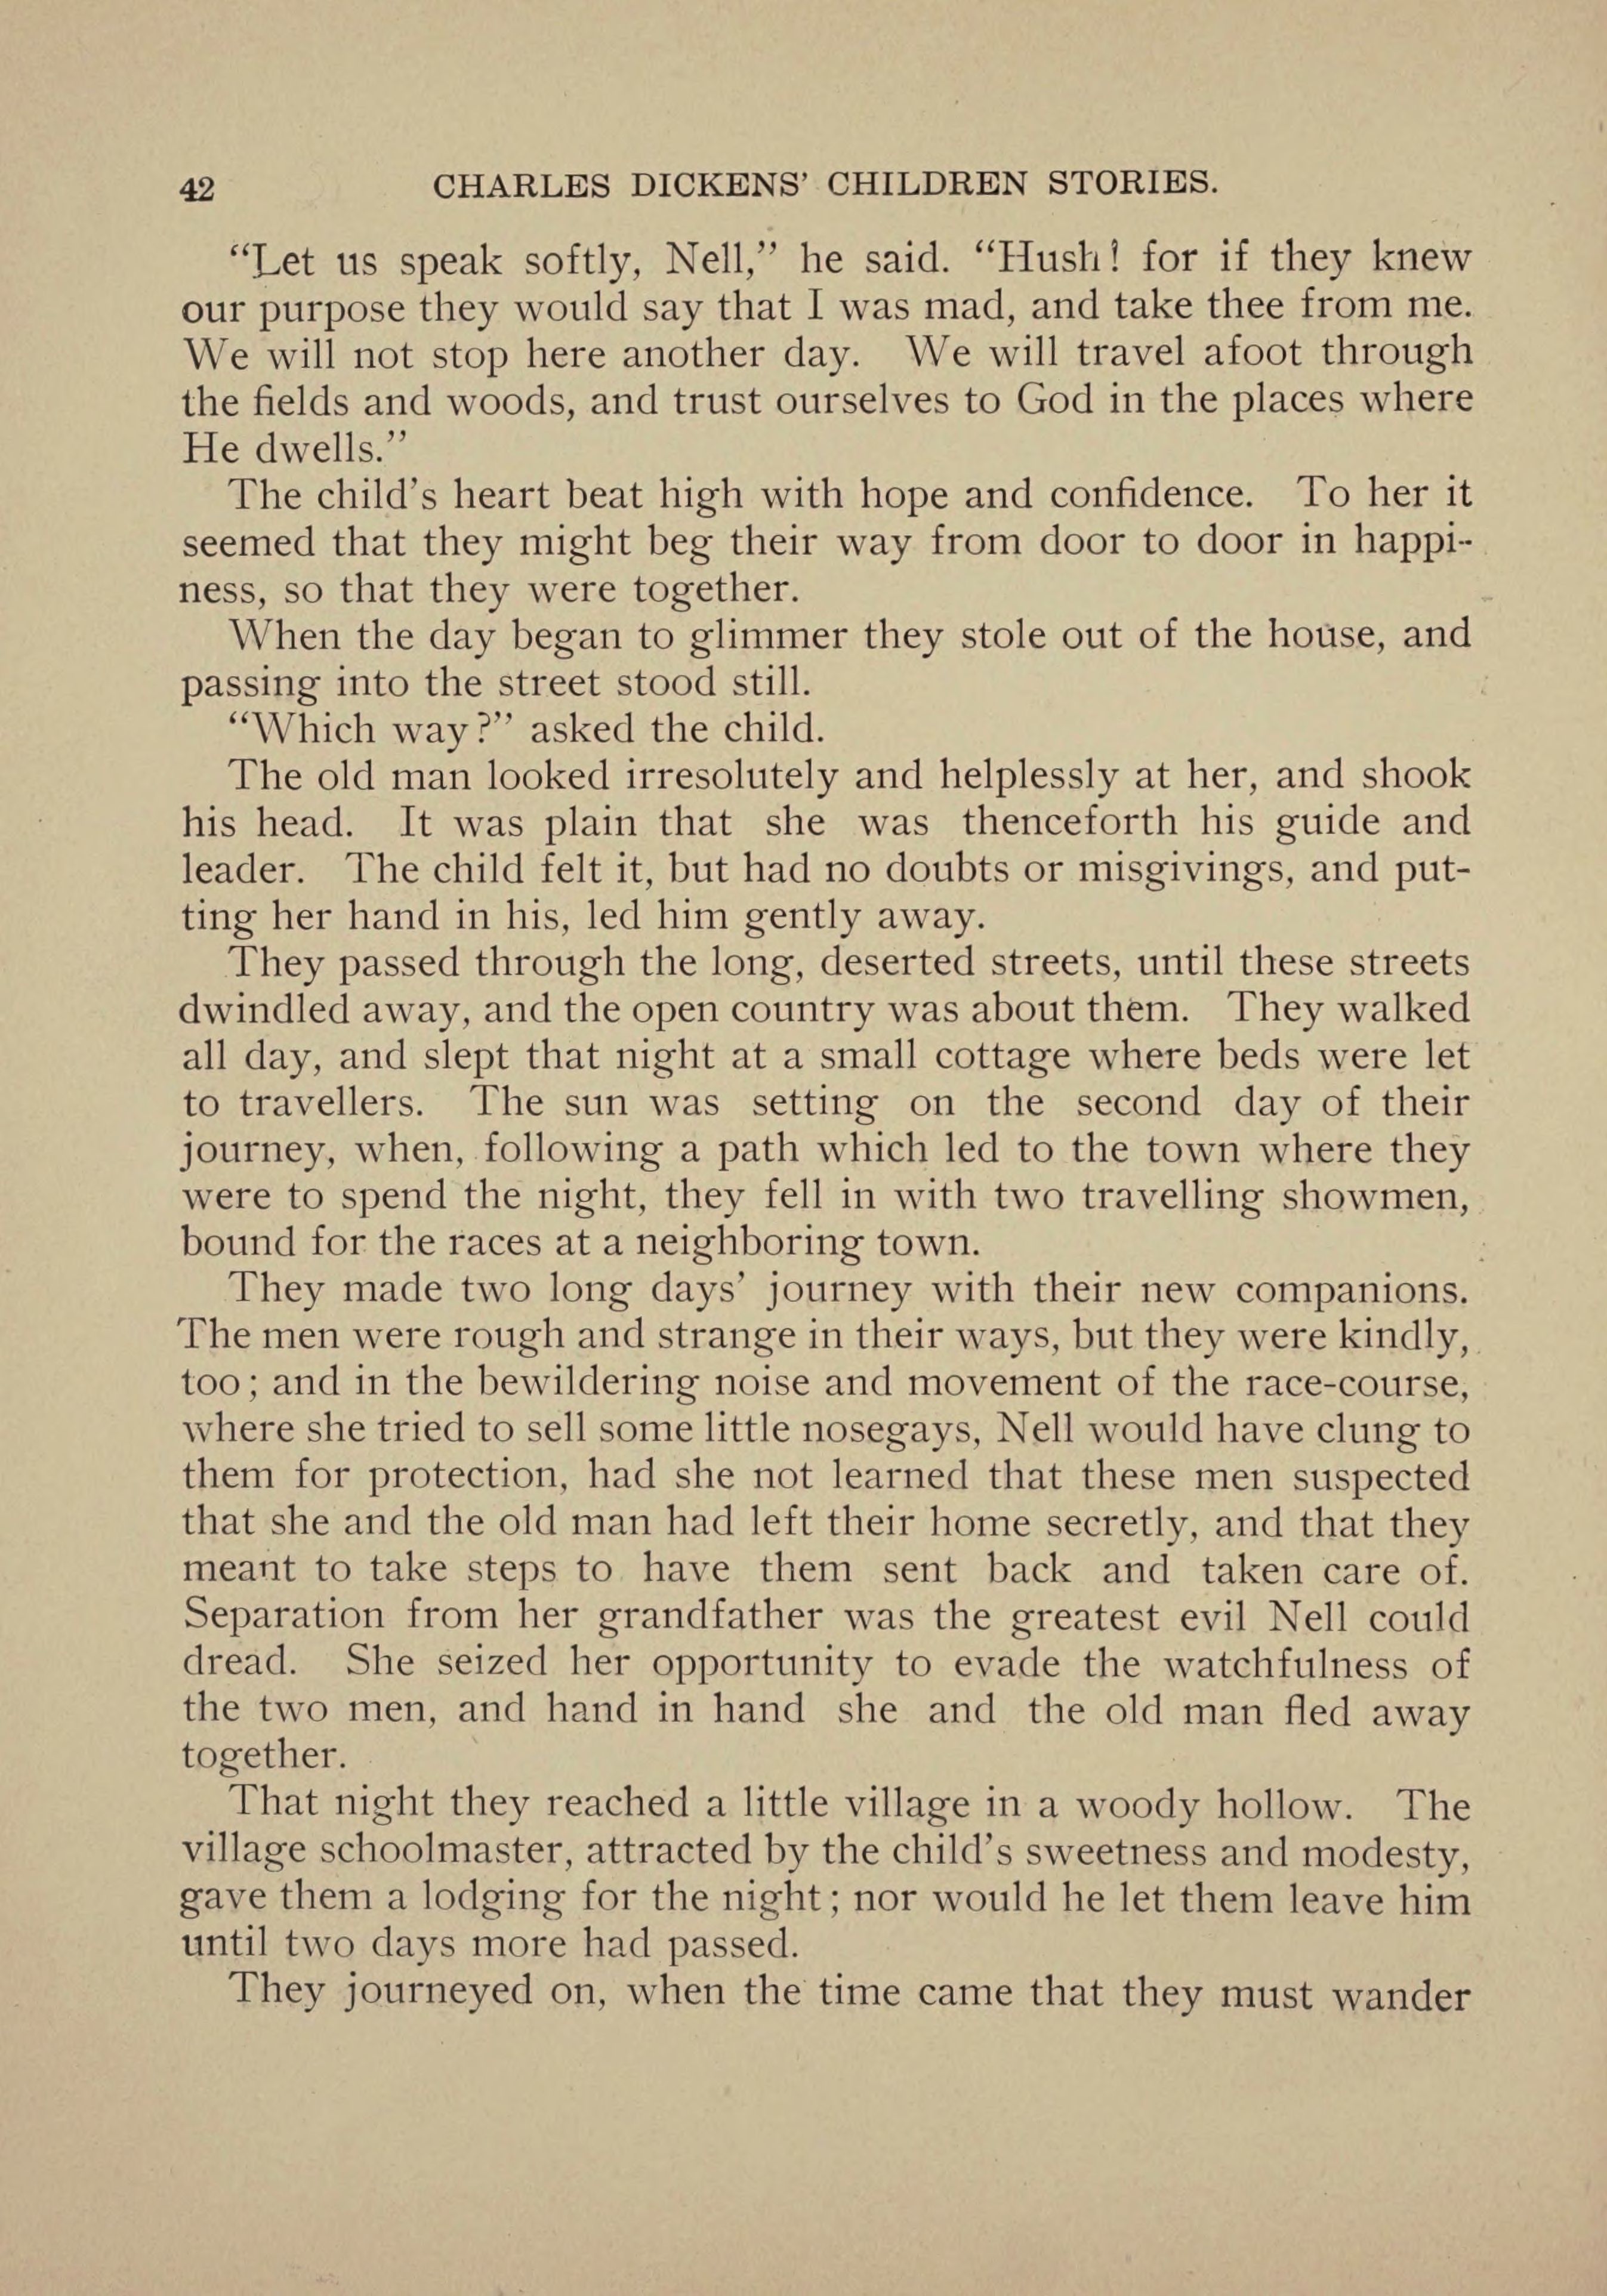 42 CHARLES DICKENS’ CHILDREN STORIES.
“Let us speak softly, Nell,” he said. “Hush! for if they knew
our purpose they would say that I was mad, and take thee from me.
We will not stop here another day. We will travel afoot through
the fields and woods, and trust ourselves to God in the places where
He dwells.”
The child’s heart beat high with hope and confidence. To her it
seemed that they might beg their way from door to door in happi-
ness, so that they were together.
When the day began to glimmer they stole out of the house, and
passing into the street stood still.
“Which way?” asked the child.
The old man looked irresolutely and helplessly at her, and shook
his head. It was plain that she was thenceforth his guide and
leader. The child felt it, but had no doubts or misgivings, and put-
ting her hand in his, led him gently away.
They passed through the long, deserted streets, until these streets
dwindled away, and the open country was about them. They walked
all day, and slept that night at a small cottage where beds were let
to travellers. The sun was setting on the second day of their
journey, when, following a path which led to the town where they
were to spend the night, they fell in with two travelling showmen,
bound for the races at a neighboring town.
They made two long days’ journey with their new companions.
The men were rough and strange in their ways, but they were kindly,
too; and in the bewildering noise and movement of the race-course,
where she tried to sell some little nosegays, Nell would have clung to
them for protection, had she not learned that these men suspected
that she and the old man had left their home secretly, and that they
meant to take steps to have them sent back and taken care of.
Separation from her grandfather was the greatest evil Nell could
dread. She seized her opportunity to evade the watchfulness of
the two men, and hand in hand she and the old man fled away
together.
That night they reached a little village in a woody hollow. The
village schoolmaster, attracted by the child’s sweetness and modesty,
gave them a lodging for the night; nor would he let them leave him
until two days more had passed.
They journeyed on, when the time came that they must wander